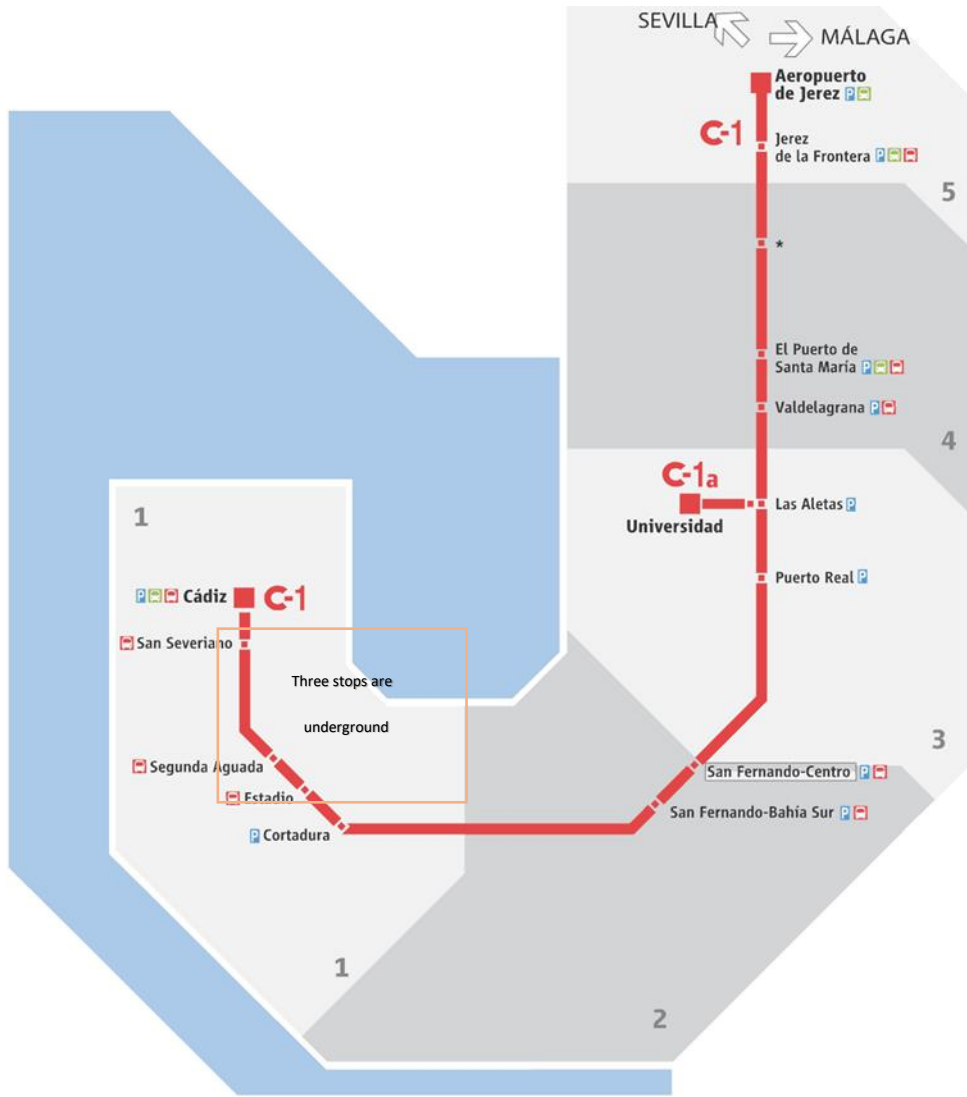 SEVILLA
MÁLAGA
Aeropuerto
de Jerez P
C-1
Jerez
de la Frontera P
5
*
El Puerto de
Santa María P
Valdelagrana P
4
C-1a
Universidad
Las Aletas P
Puerto Real P
1
P Cádiz
C-1
San Severiano
Three stops are
underground
Segunda Aguada
Estadio
P Cortadura
3
San Fernando-Centro P
San Fernando-Bahía Sur P
1
2